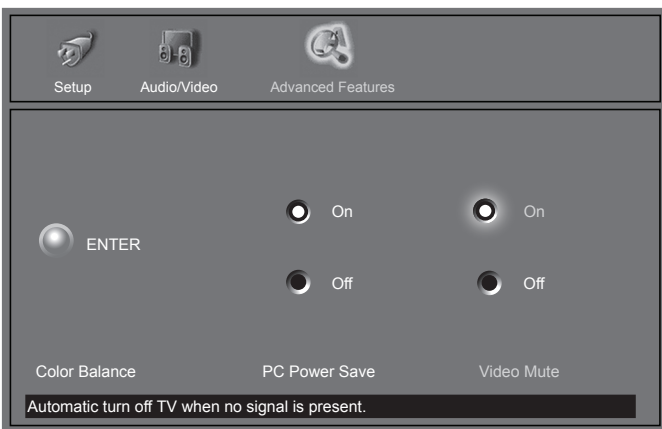 Setup Audio/Video Advanced Features
On On
ENTER
Off Off
Color Balance PC Power Save Video Mute
Automatic turn off TV when no signal is present.